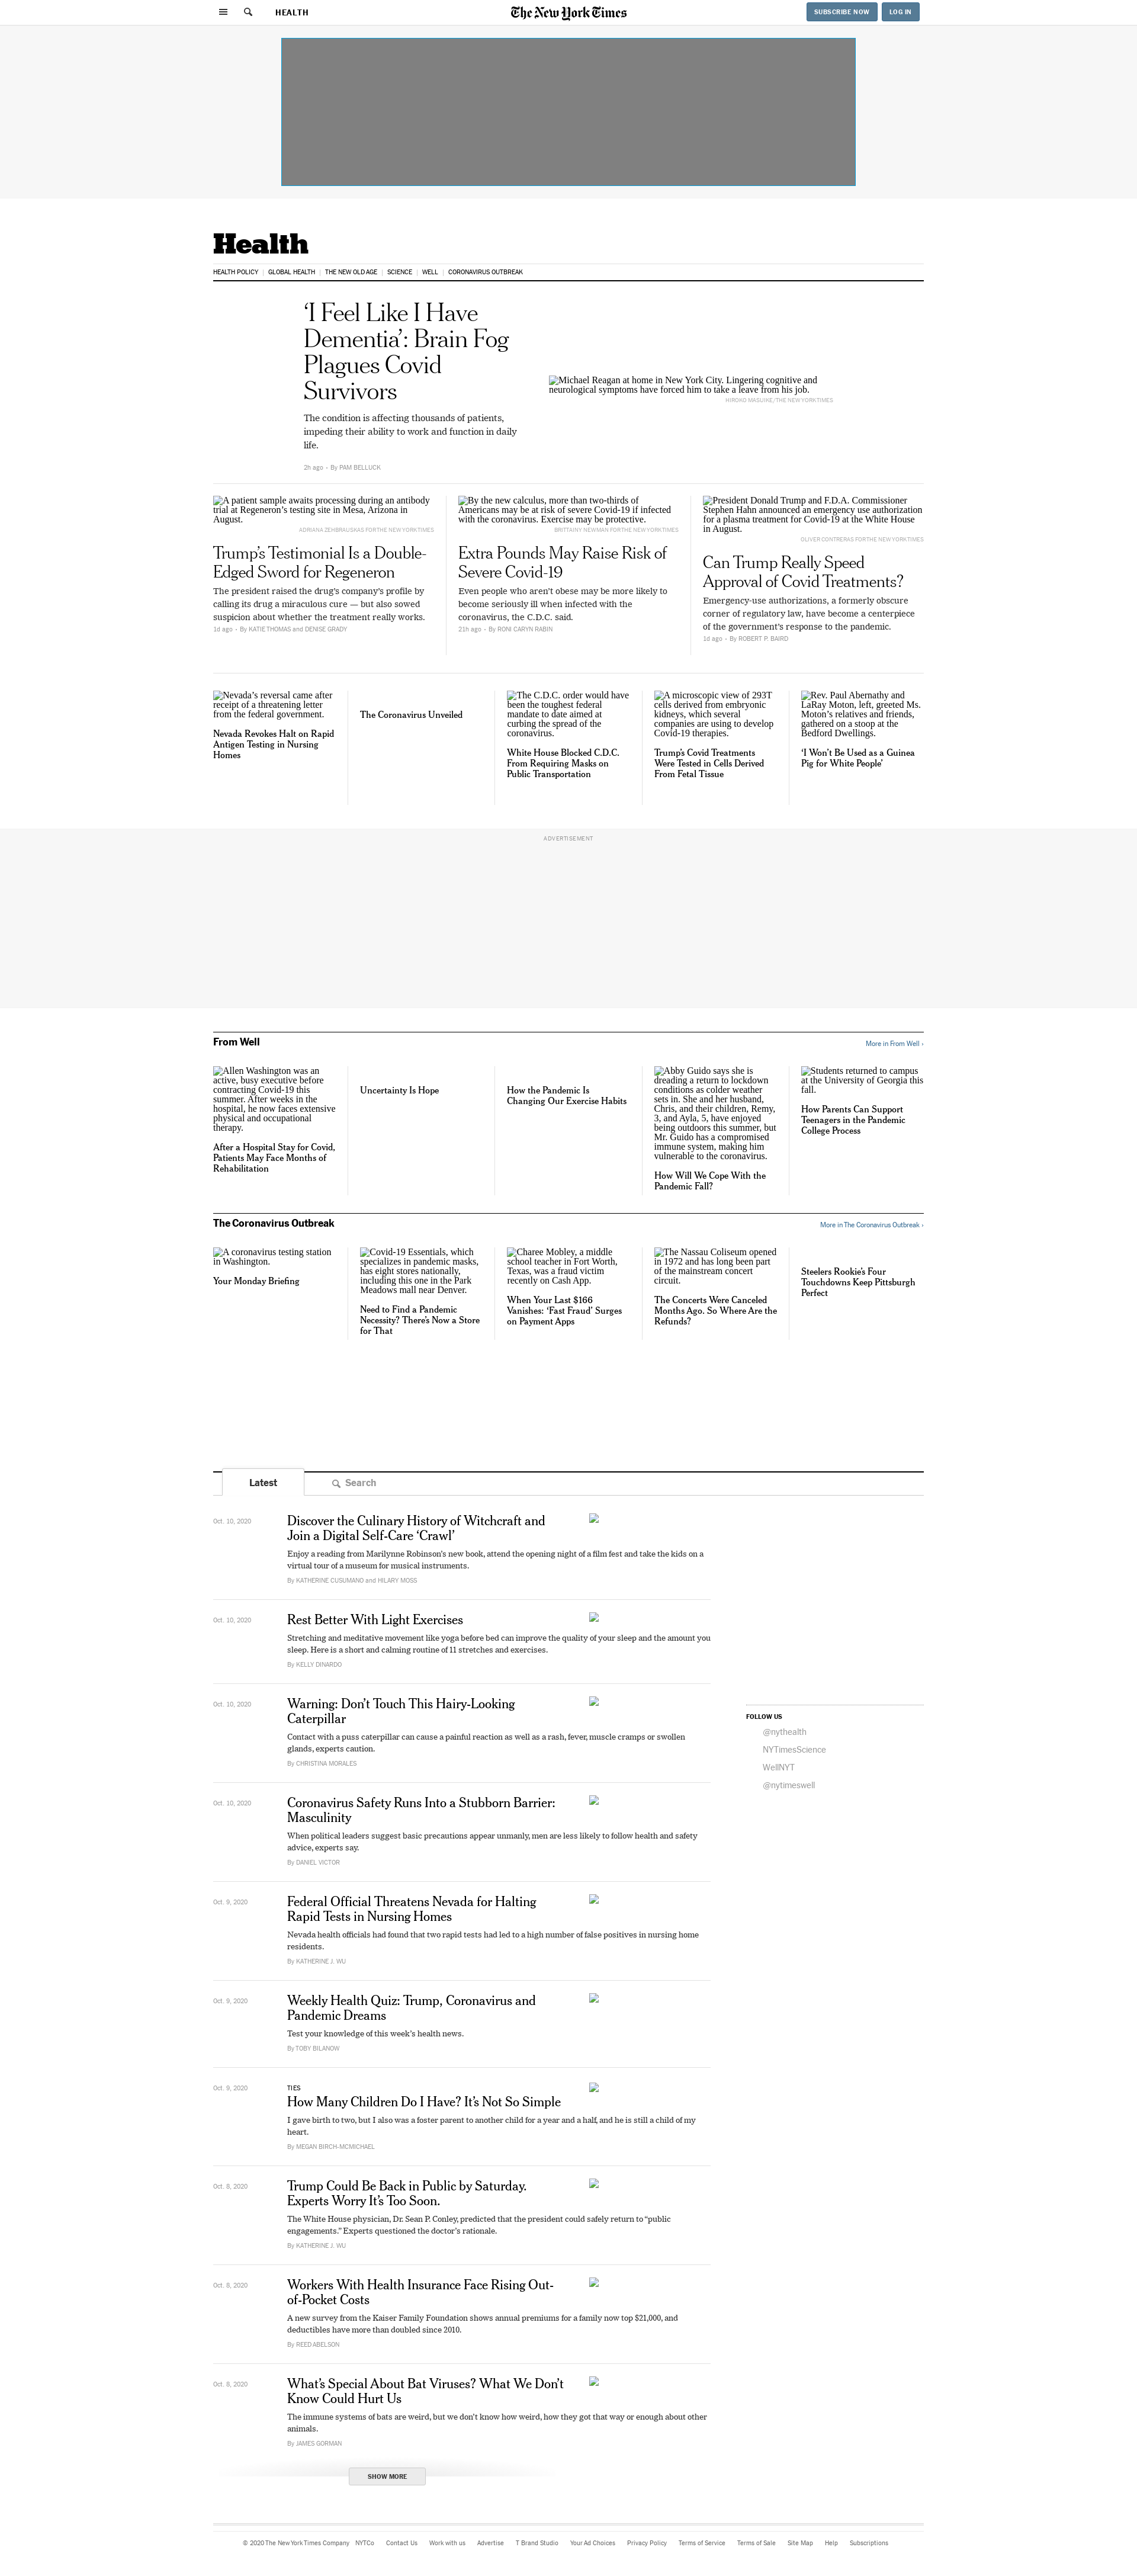 HEALTH
The New York Times
SUBSCRIBE NOW
LOG IN
Health
HEALTH POLICY | GLOBAL HEALTH | THE NEW OLD AGE | SCIENCE | WELL | CORONAVIRUS OUTBREAK
‘I Feel Like I Have
Dementia’: Brain Fog
Plagues Covid
Survivors
The condition is affecting thousands of patients,
impeding their ability to work and function in daily
life.
2h ago • By PAM BELLUCK
Michael Reagan at home in New York City. Lingering cognitive and
neurological symptoms have forced him to take a leave from his job.
HIROKO MASUIKE/THE NEW YORK TIMES
A patient sample awaits processing during an antibody
trial at Regeneron’s testing site in Mesa, Arizona in
August.
ADRIANA ZEHBRAUSKAS FOR THE NEW YORK TIMES
Trump’s Testimonial Is a Double-
Edged Sword for Regeneron
The president raised the drug’s company’s profile by
calling its drug a miraculous cure — but also sowed
suspicion about whether the treatment really works.
1d ago • By KATIE THOMAS and DENISE GRADY
By the new calculus, more than two-thirds of
Americans may be at risk of severe Covid-19 if infected
with the coronavirus. Exercise may be protective.
BRITTAINY NEWMAN FOR THE NEW YORK TIMES
Extra Pounds May Raise Risk of
Severe Covid-19
Even people who aren’t obese may be more likely to
become seriously ill when infected with the
coronavirus, the C.D.C. said.
21h ago • By RONI CARYN RABIN
President Donald Trump and F.D.A. Commissioner
Stephen Hahn announced an emergency use authorization
for a plasma treatment for Covid-19 at the White House
in August.
OLIVER CONTRERAS FOR THE NEW YORK TIMES
Can Trump Really Speed
Approval of Covid Treatments?
Emergency-use authorizations, a formerly obscure
corner of regulatory law, have become a centerpiece
of the government’s response to the pandemic.
1d ago • By ROBERT P. BAIRD
Nevada’s reversal came after
receipt of a threatening letter
from the federal government.
Nevada Revokes Halt on Rapid
Antigen Testing in Nursing
Homes
The Coronavirus Unveiled
The C.D.C. order would have
been the toughest federal
mandate to date aimed at
curbing the spread of the
coronavirus.
White House Blocked C.D.C.
From Requiring Masks on
Public Transportation
A microscopic view of 293T
cells derived from embryonic
kidneys, which several
companies are using to develop
Covid-19 therapies.
Trump’s Covid Treatments
Were Tested in Cells Derived
From Fetal Tissue
Rev. Paul Abernathy and
LaRay Moton, left, greeted Ms.
Moton’s relatives and friends,
gathered on a stoop at the
Bedford Dwellings.
‘I Won’t Be Used as a Guinea
Pig for White People’
ADVERTISEMENT
From Well
More in From Well ›
Allen Washington was an
active, busy executive before
contracting Covid-19 this
summer. After weeks in the
hospital, he now faces extensive
physical and occupational
therapy.
After a Hospital Stay for Covid,
Patients May Face Months of
Rehabilitation
Uncertainty Is Hope
How the Pandemic Is
Changing Our Exercise Habits
Abby Guido says she is
dreading a return to lockdown
conditions as colder weather
sets in. She and her husband,
Chris, and their children, Remy,
3, and Ayla, 5, have enjoyed
being outdoors this summer, but
Mr. Guido has a compromised
immune system, making him
vulnerable to the coronavirus.
How Will We Cope With the
Pandemic Fall?
Students returned to campus
at the University of Georgia this
fall.
How Parents Can Support
Teenagers in the Pandemic
College Process
The Coronavirus Outbreak
More in The Coronavirus Outbreak ›
A coronavirus testing station
in Washington.
Your Monday Briefing
Covid-19 Essentials, which
specializes in pandemic masks,
has eight stores nationally,
including this one in the Park
Meadows mall near Denver.
Need to Find a Pandemic
Necessity? There’s Now a Store
for That
Charee Mobley, a middle
school teacher in Fort Worth,
Texas, was a fraud victim
recently on Cash App.
When Your Last $166
Vanishes: ‘Fast Fraud’ Surges
on Payment Apps
The Nassau Coliseum opened
in 1972 and has long been part
of the mainstream concert
circuit.
The Concerts Were Canceled
Months Ago. So Where Are the
Refunds?
Steelers Rookie’s Four
Touchdowns Keep Pittsburgh
Perfect
Latest
Search
Oct. 10, 2020
Discover the Culinary History of Witchcraft and
Join a Digital Self-Care ‘Crawl’
Enjoy a reading from Marilynne Robinson’s new book, attend the opening night of a film fest and take the kids on a
virtual tour of a museum for musical instruments.
By KATHERINE CUSUMANO and HILARY MOSS
Oct. 10, 2020
Rest Better With Light Exercises
Stretching and meditative movement like yoga before bed can improve the quality of your sleep and the amount you
sleep. Here is a short and calming routine of 11 stretches and exercises.
By KELLY DINARDO
Oct. 10, 2020
Warning: Don’t Touch This Hairy-Looking
Caterpillar
Contact with a puss caterpillar can cause a painful reaction as well as a rash, fever, muscle cramps or swollen
glands, experts caution.
By CHRISTINA MORALES
Oct. 10, 2020
Coronavirus Safety Runs Into a Stubborn Barrier:
Masculinity
When political leaders suggest basic precautions appear unmanly, men are less likely to follow health and safety
advice, experts say.
By DANIEL VICTOR
Oct. 9, 2020
Federal Official Threatens Nevada for Halting
Rapid Tests in Nursing Homes
Nevada health officials had found that two rapid tests had led to a high number of false positives in nursing home
residents.
By KATHERINE J. WU
Oct. 9, 2020
Weekly Health Quiz: Trump, Coronavirus and
Pandemic Dreams
Test your knowledge of this week’s health news.
By TOBY BILANOW
Oct. 9, 2020
TIES
How Many Children Do I Have? It’s Not So Simple
I gave birth to two, but I also was a foster parent to another child for a year and a half, and he is still a child of my
heart.
By MEGAN BIRCH-MCMICHAEL
Oct. 8, 2020
Trump Could Be Back in Public by Saturday.
Experts Worry It’s Too Soon.
The White House physician, Dr. Sean P. Conley, predicted that the president could safely return to “public
engagements.” Experts questioned the doctor’s rationale.
By KATHERINE J. WU
Oct. 8, 2020
Workers With Health Insurance Face Rising Out-
of-Pocket Costs
A new survey from the Kaiser Family Foundation shows annual premiums for a family now top $21,000, and
deductibles have more than doubled since 2010.
By REED ABELSON
Oct. 8, 2020
What’s Special About Bat Viruses? What We Don’t
Know Could Hurt Us
The immune systems of bats are weird, but we don’t know how weird, how they got that way or enough about other
animals.
By JAMES GORMAN
SHOW MORE
FOLLOW US
@nythealth
NYTimesScience
WellNYT
@nytimeswell
© 2020 The New York Times Company NYTCo Contact Us Work with us Advertise T Brand Studio Your Ad Choices Privacy Policy Terms of Service Terms of Sale Site Map Help Subscriptions